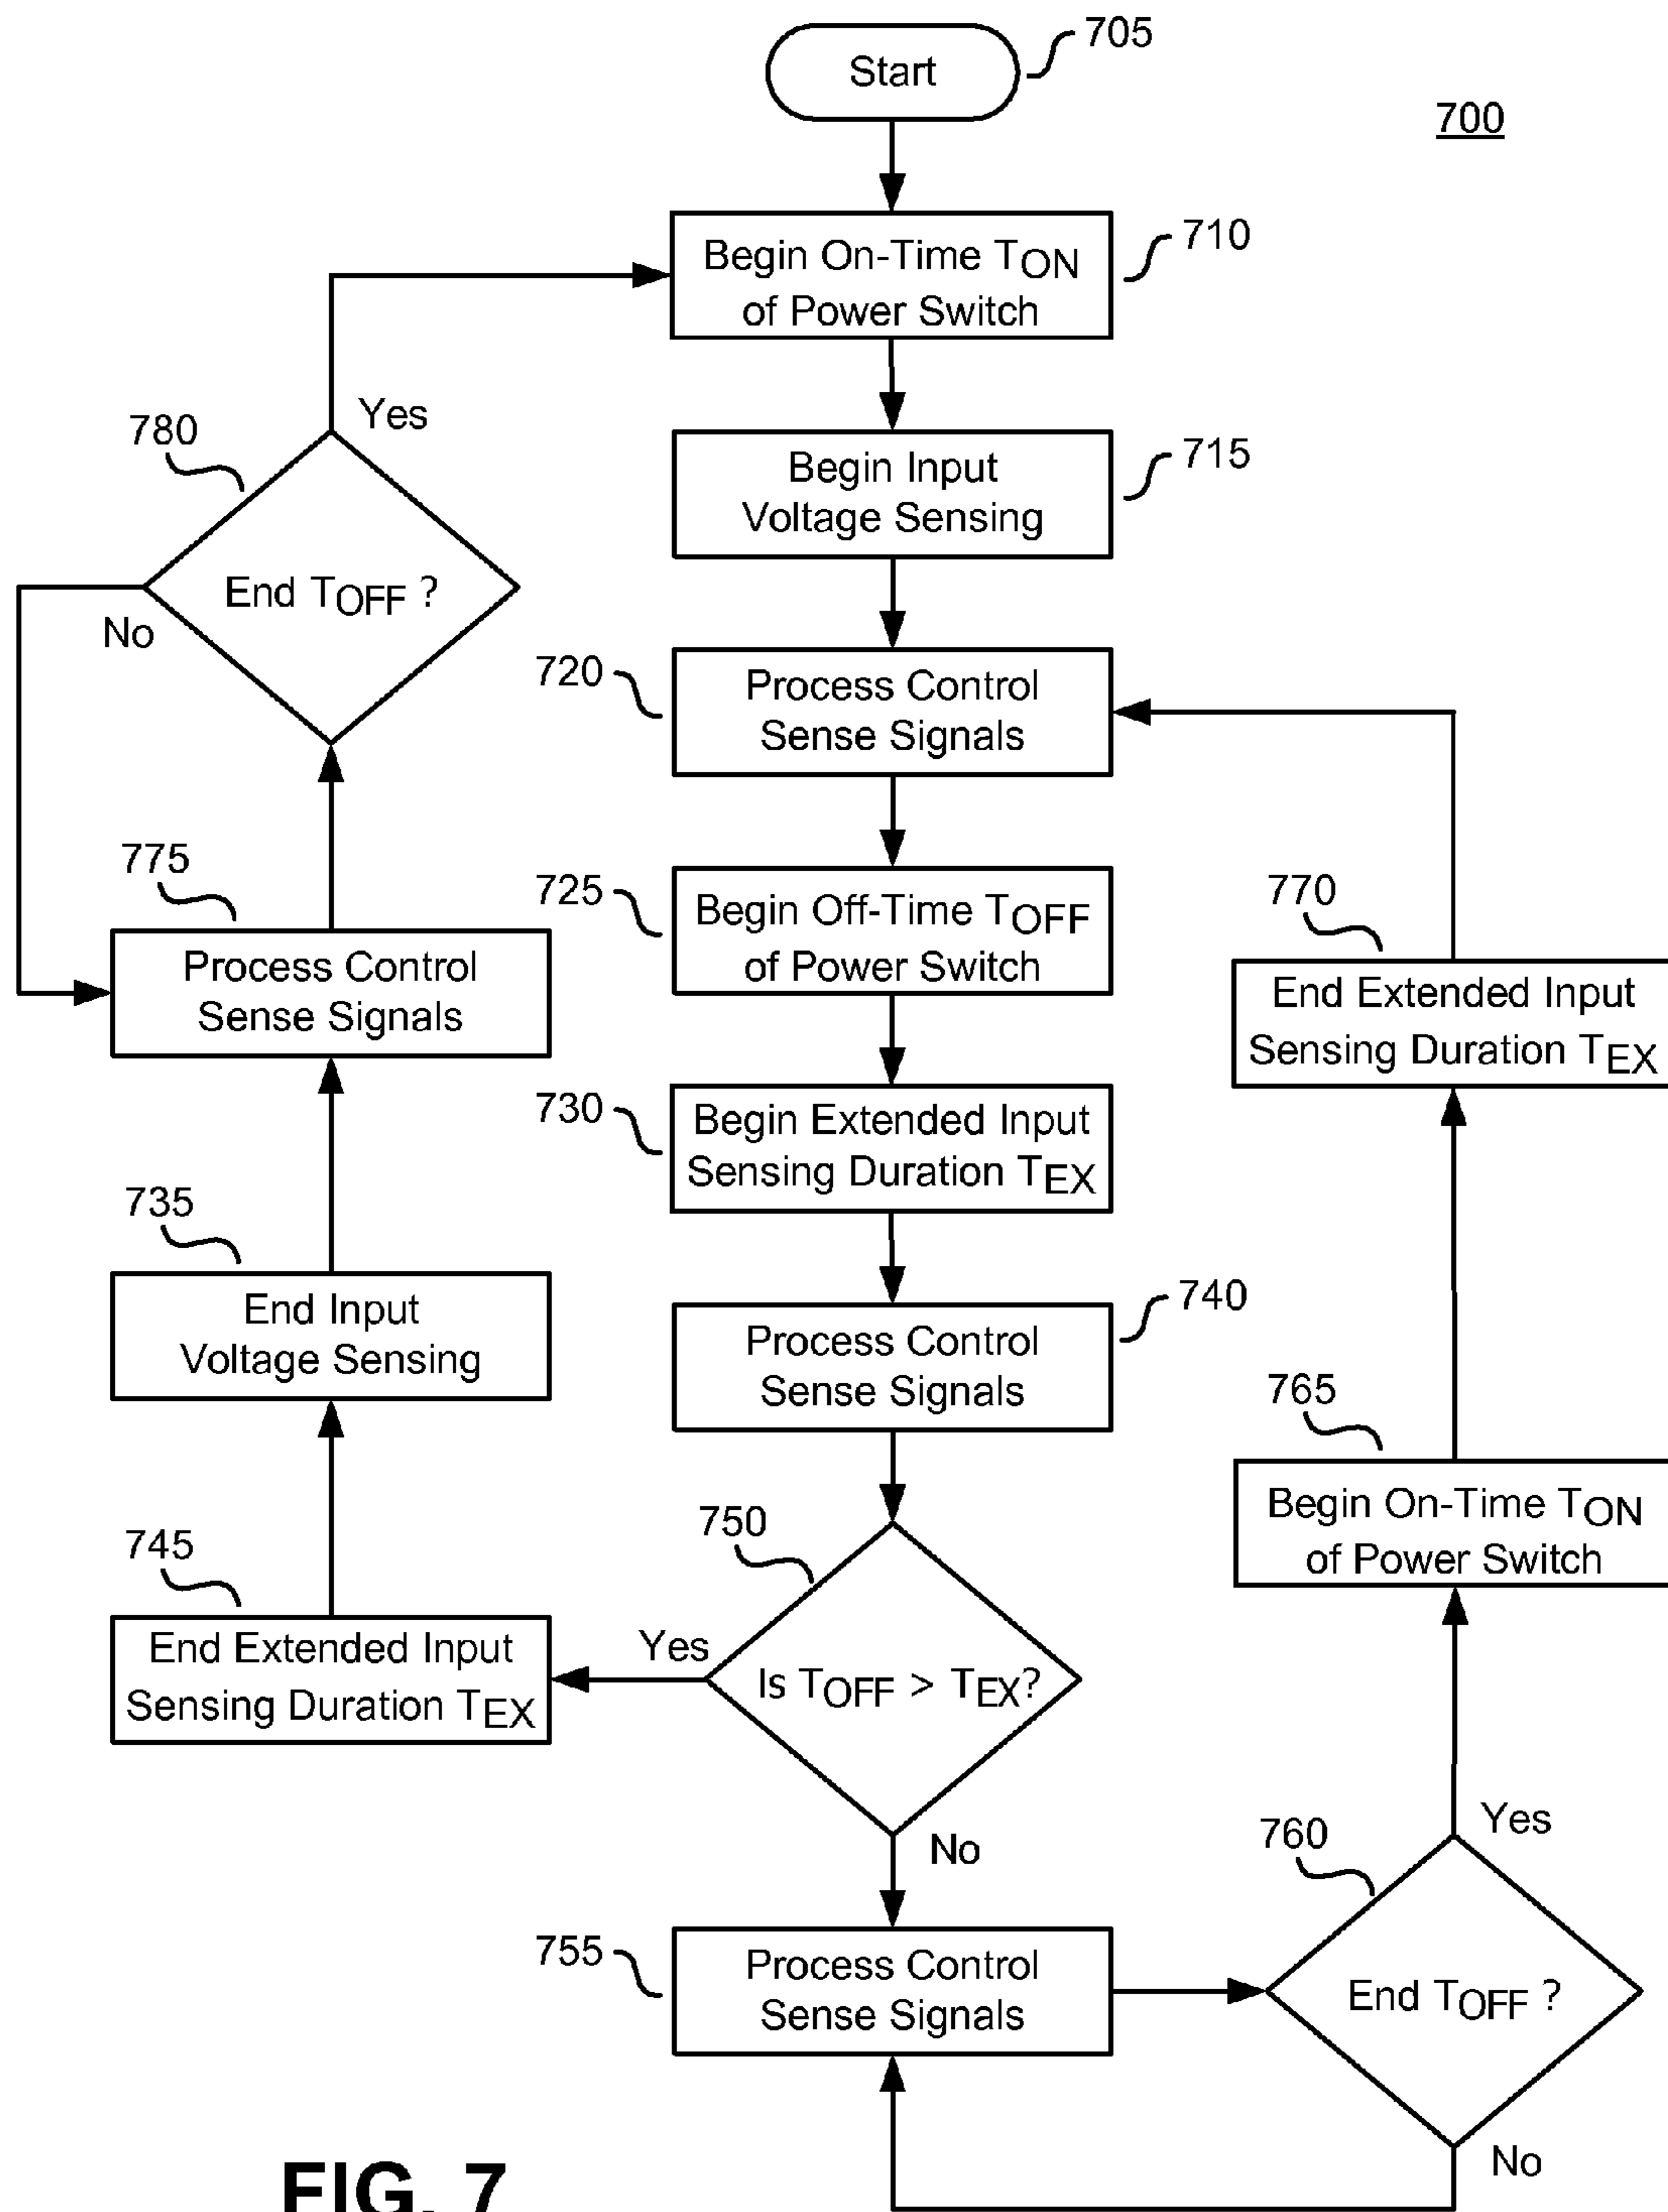 Start
705
700
Begin On-Time TON
of Power Switch
710
Begin Input
Voltage Sensing
715
780
Yes
End TOFF ?
No
720
Process Control
Sense Signals
775
Process Control
Sense Signals
725
Begin Off-Time TOFF
of Power Switch
770
End Extended Input
Sensing Duration TEX
730
Begin Extended Input
Sensing Duration TEX
735
End Input
Voltage Sensing
740
Process Control
Sense Signals
765
Begin On-Time TON
of Power Switch
745
End Extended Input
Sensing Duration TEX
750
Yes
Is TOFF > TEX?
No
760
Yes
End TOFF ?
No
755
Process Control
Sense Signals
FIG. 7